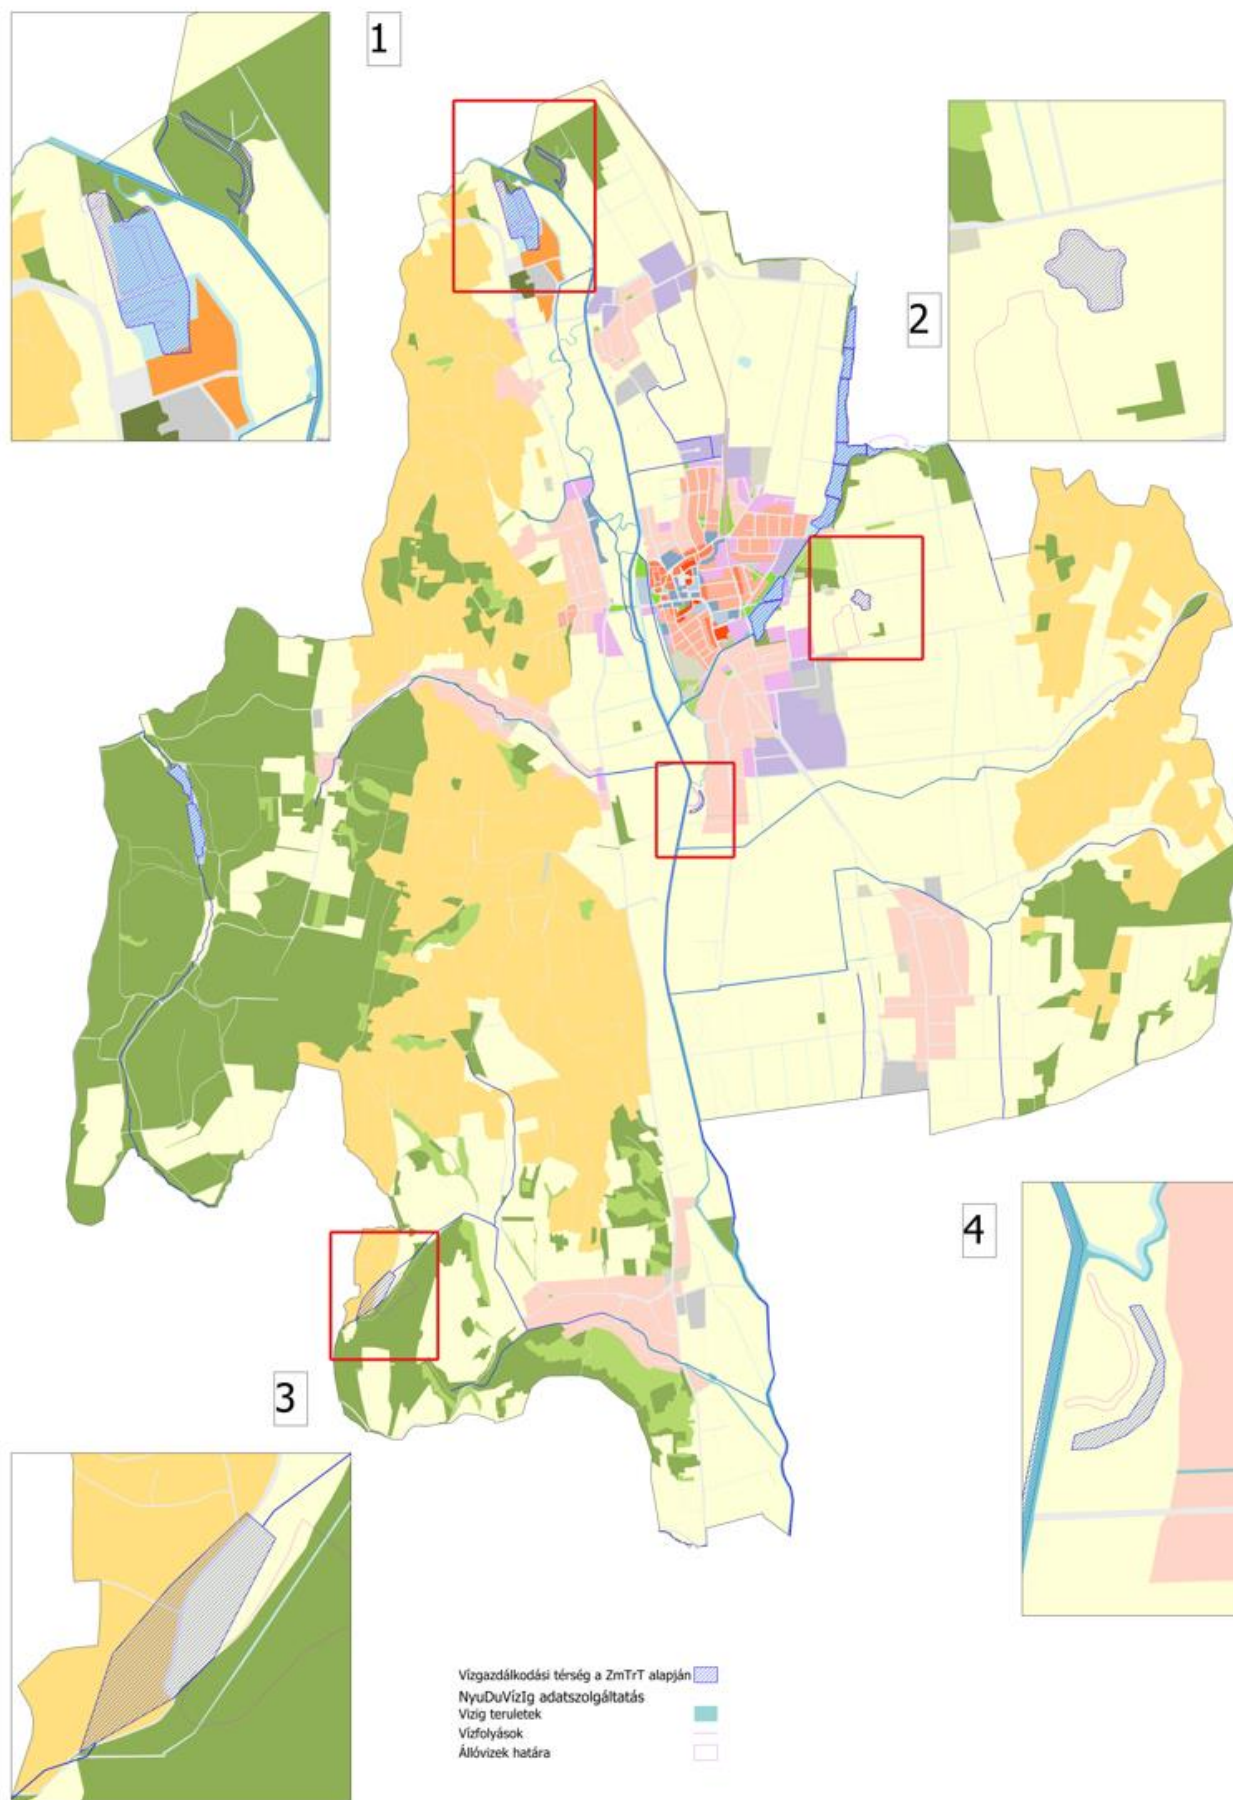 1
2
3
4
Vízgazdálkodási térség a ZmTrT alapján
NyuDuVízIg adatszolgáltatás
Vizig teruletek
Vízfolyások
Állóvizek határa